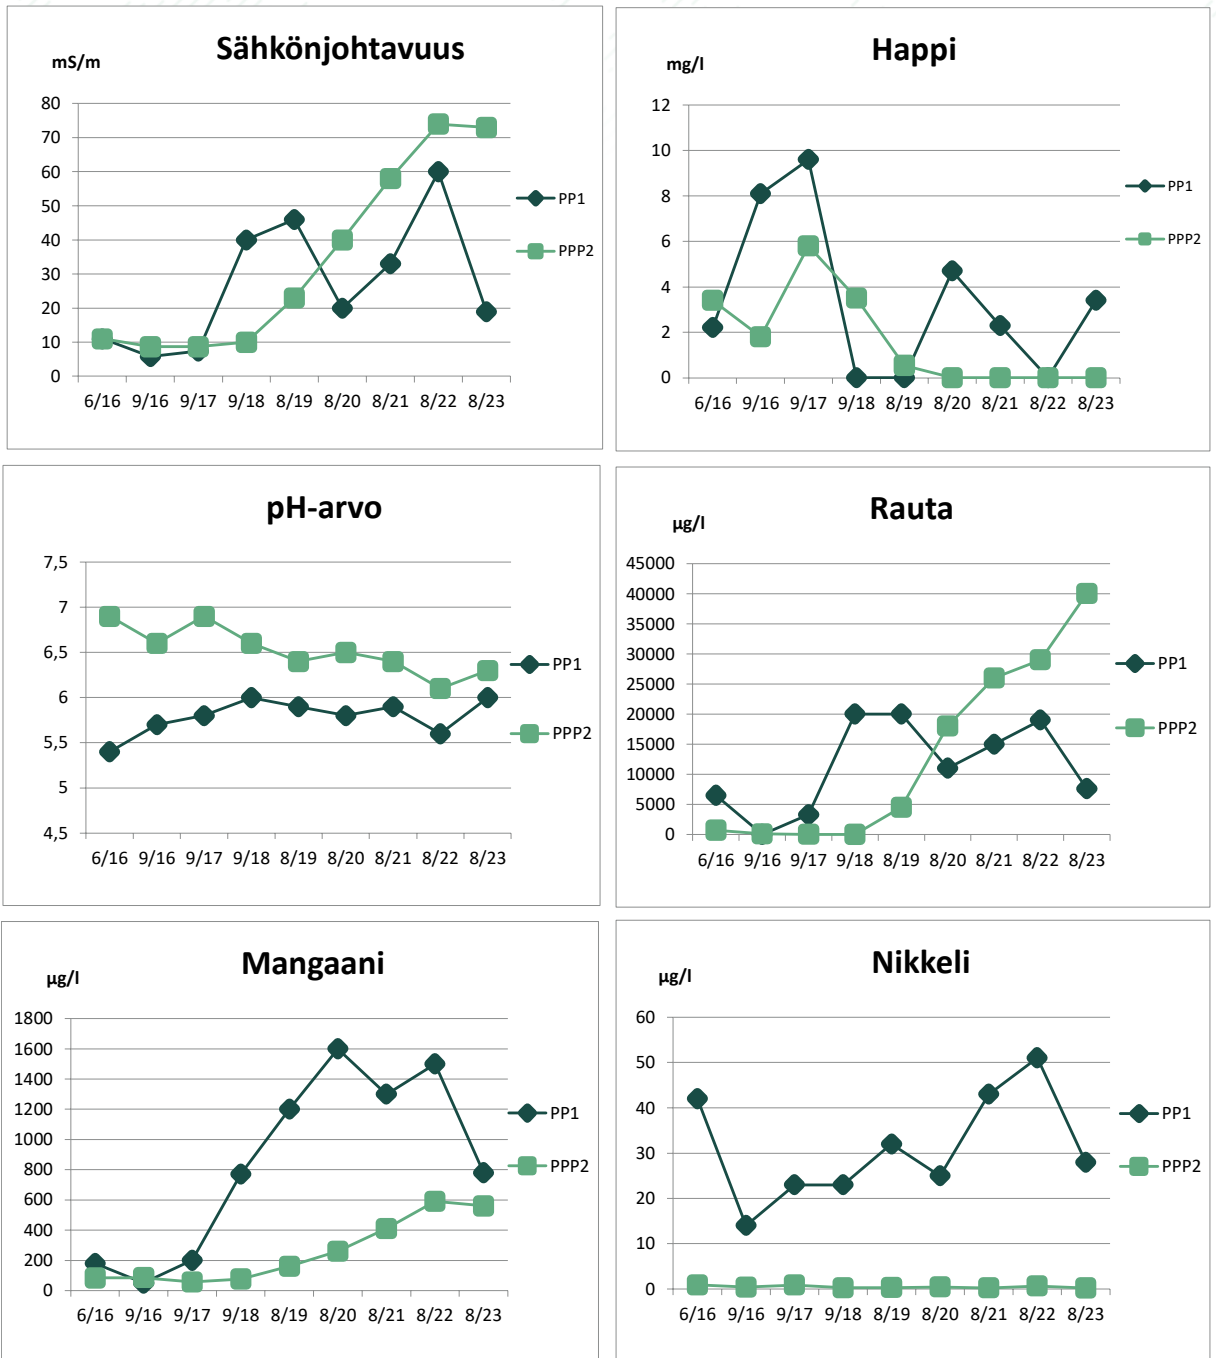 Sähkönjohtavuus
mS/m
80
70
60
50
40
30
20
10
0
6/16 9/16 9/17 9/18 8/19 8/20 8/21 8/22 8/23
PP1
PPP2
Happi
mg/l
12
10
8
6
4
2
0
6/16 9/16 9/17 9/18 8/19 8/20 8/21 8/22 8/23
PP1
PPP2
pH-arvo
7,5
7
6,5
6
5,5
5
4,5
6/16 9/16 9/17 9/18 8/19 8/20 8/21 8/22 8/23
PP1
PPP2
Rauta
µg/l
45000
40000
35000
30000
25000
20000
15000
10000
5000
0
6/16 9/16 9/17 9/18 8/19 8/20 8/21 8/22 8/23
PP1
PPP2
Mangaani
µg/l
1800
1600
1400
1200
1000
800
600
400
200
0
6/16 9/16 9/17 9/18 8/19 8/20 8/21 8/22 8/23
PP1
PPP2
Nikkeli
µg/l
60
50
40
30
20
10
0
6/16 9/16 9/17 9/18 8/19 8/20 8/21 8/22 8/23
PP1
PPP2